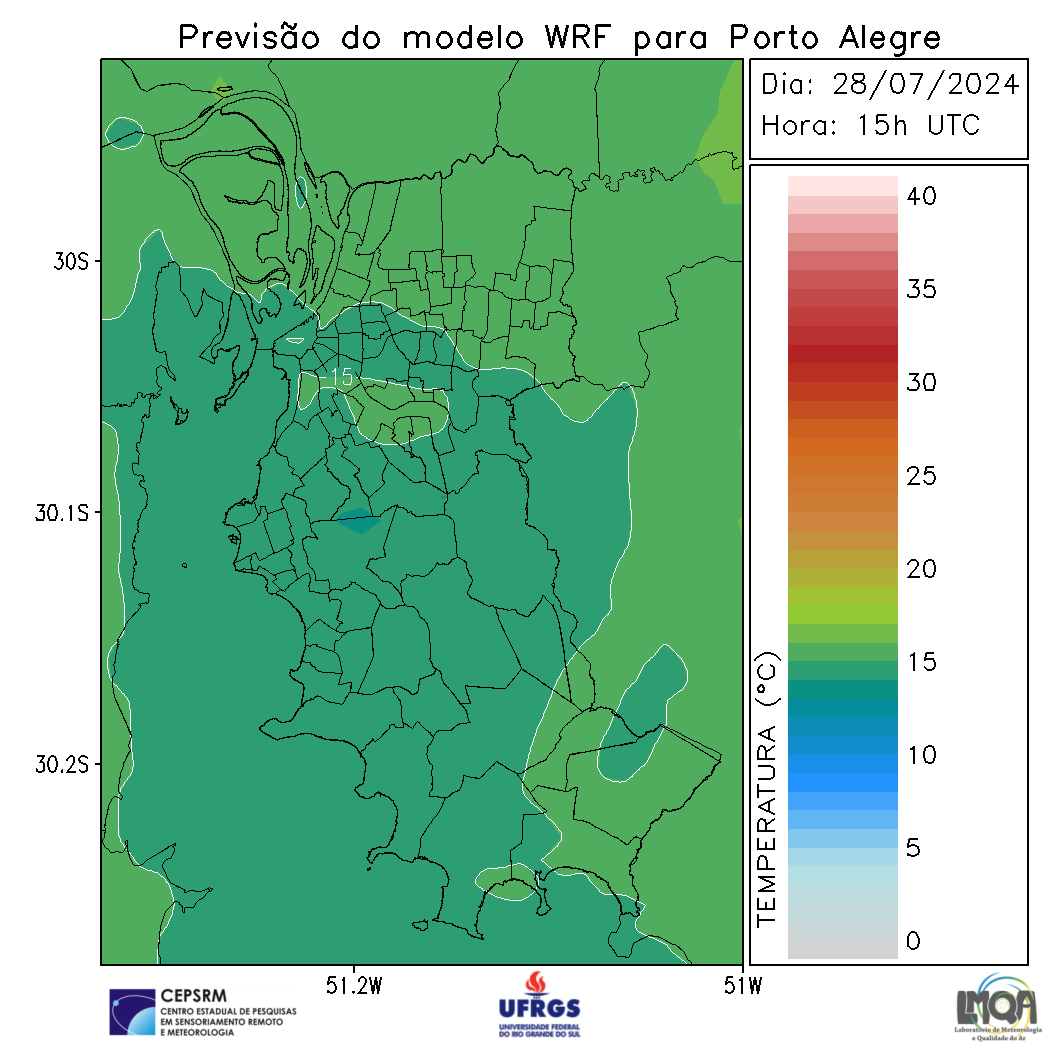 Previsão do modelo WRF para Porto Alegre
Dia: 28/07/2024
Hora: 15h UTC
30S
30.1S
30.2S
51.2W
51W
15
40
35
30
25
20
15
10
5
0
TEMPERATURA (°C)
CEPSRM
CENTRO ESTADUAL DE PESQUISAS
EM SENSORIAMENTO REMOTO
E METEOROLOGIA
UFRGS
UNIVERSIDADE FEDERAL
DO RIO GRANDE DO SUL
LMQA
Laboratório de Meteorologia
e Qualidade do Ar